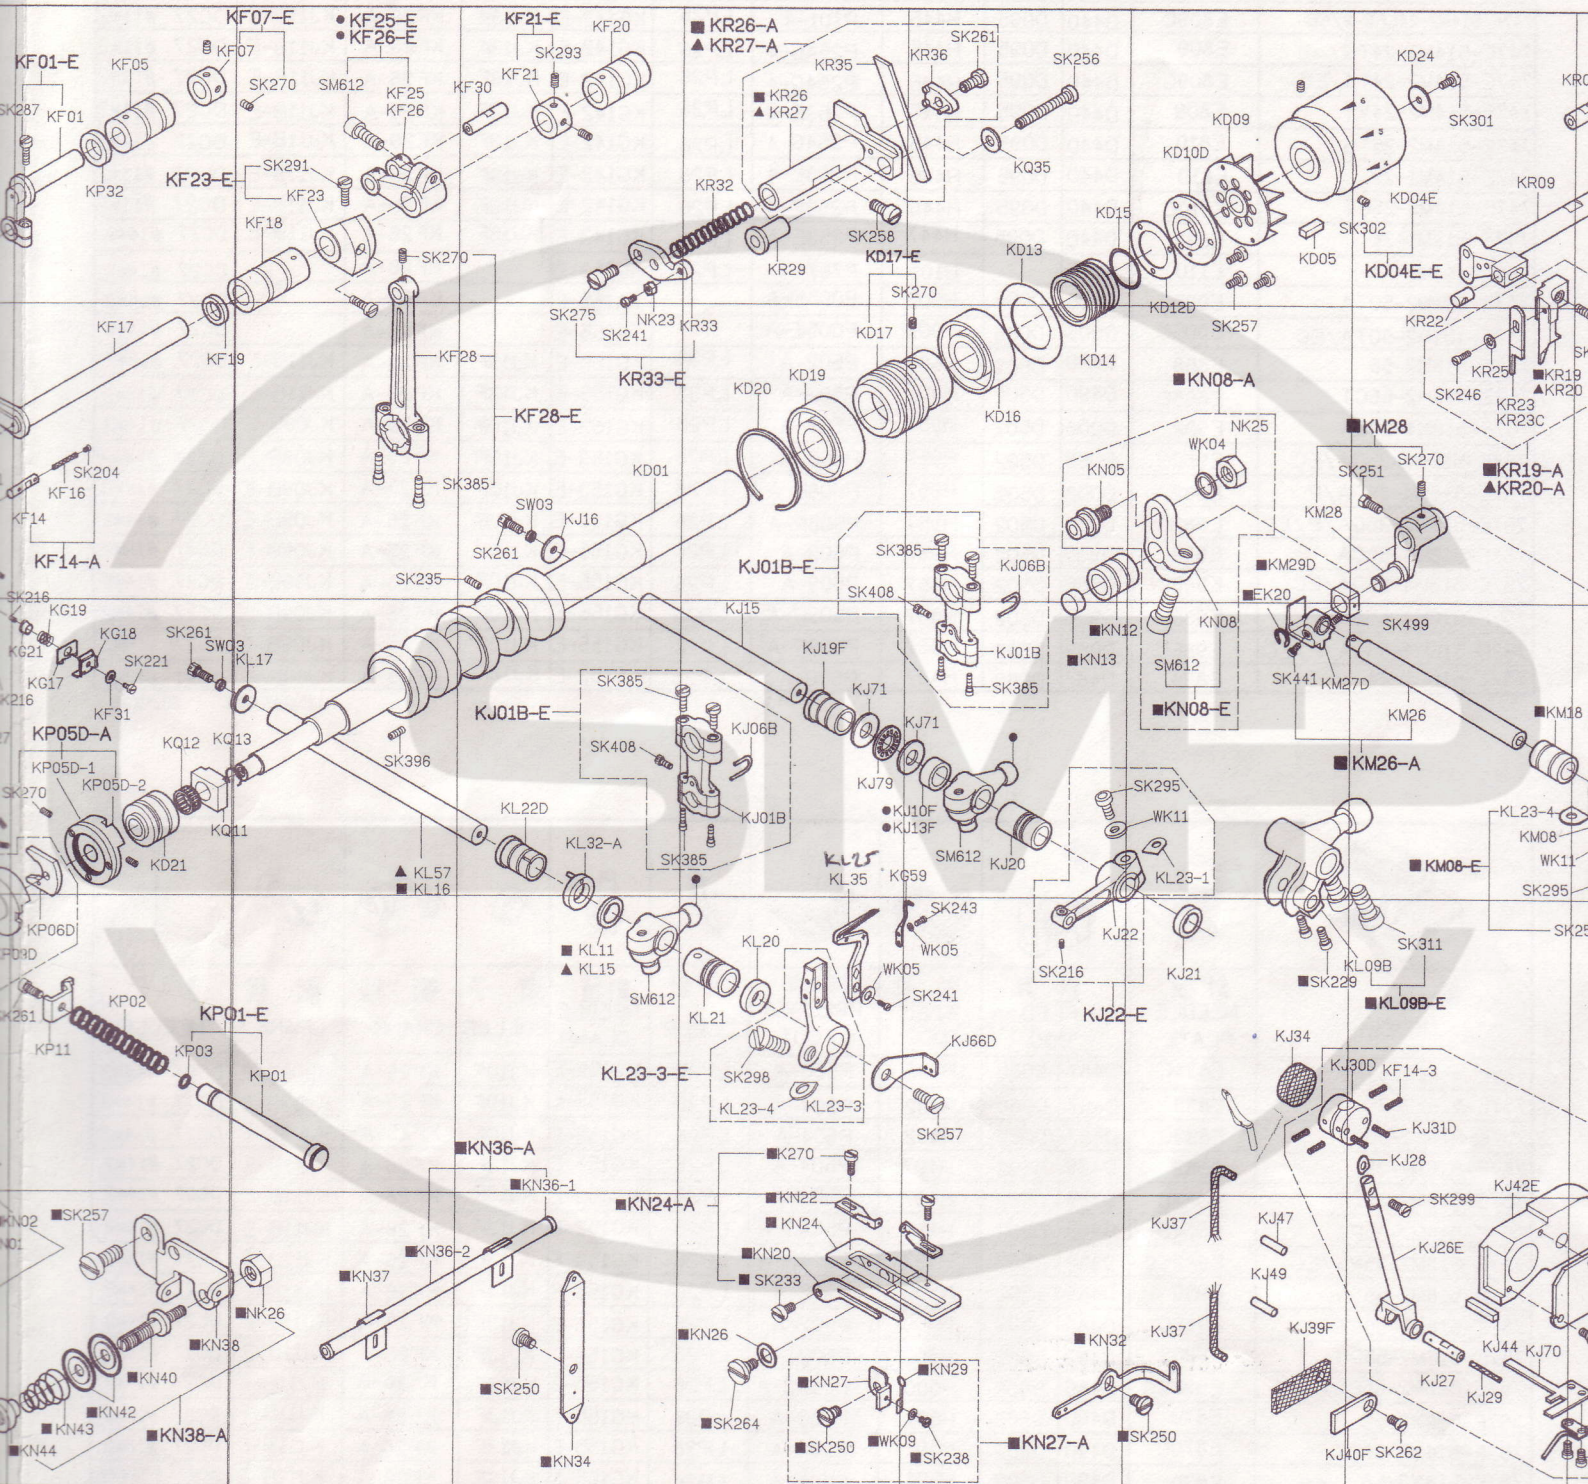 KF07-E
● KF25-E
● KF26-E
KF21-E
KF20
■ KR26-A
▲ KR27-A
SK261
KR36
KR35
SK256
KD24
KF01-E
KF05
KF07
SK270
SM612
KF25
KF26
KF30
KF21
SK293
■ KR26
▲ KR27
KD09
SK301
SK287
KF01
KP32
KF23-E
SK291
KF23
KF18
KR32
KQ35
KD10D
KD04E
KR09
KD15
SK302
KD05
SK258
KR29
KD17-E
KD13
KD04E-E
SK270
SK270
KF17
KF19
SK275
SK241
NK23
KR33
KD17
KD12D
SK257
KR22
KF28
KR33-E
KD14
KD16
■KN08-A
SK246
KR25
KR23
KR23C
■KR19
▲KR20
KD20
KD19
KF28-E
NK25
WK04
■KM28
SK270
SK251
■KR19-A
▲KR20-A
SK204
KF16
KF14
KD01
SK385
KN05
KM28
KF14-A
SW03
KJ16
SK261
SK385
KJ01B-E
KJ06B
■KM29D
SK235
SK408
■EK20
SK216
KG19
KG18
KG21
KG17
SK221
KF31
SK261
SW03
KL17
KJ15
KJ19F
KJ01B
■KN12
■KN13
KN08
SK499
SM612
SK441
KM27D
KM26
SK385
KJ71
KJ71
KJ01B-E
SK385
KJ06B
■KN08-E
■KM18
KP05D-A
KQ12
KQ13
SK396
SK408
KJ79
■KM26-A
KP05D-1
KP05D-2
SK270
KQ11
KD21
KL22D
KL32-A
KJ01B
SK385
●KJ10F
●KJ13F
SM612
KJ20
SK295
WK11
KL23-1
KL23-4
KM08
WK11
■KM08-E
SK295
▲ KL57
■ KL16
KL25
KL35
KG59
SK243
WK05
KP06D
■ KL11
▲ KL15
SM612
KL21
KL20
WK05
SK241
KJ22
SK216
KJ21
SK311
KL09B
■SK229
KJ22-E
■KL09B-E
KP11
KP02
KP01-E
KP03
KP01
KL23-3-E
SK298
KL23-4
KL23-3
KJ66D
SK257
KJ34
KJ30D
KF14-3
KJ31D
■KN36-A
■KN36-1
■K270
■KN22
■KN24-A
■KN24
KJ28
SK299
KJ42E
■SK257
■KN36-2
■KN20
■ SK233
KJ37
KJ47
KJ26E
■KN37
KJ49
■NK26
■KN38
■KN26
■KN32
KJ37
KJ39F
KJ44
KJ70
■KN40
■SK250
■KN27
■KN29
KJ27
KJ29
■KN42
■KN43
■KN44
■KN38-A
■SK264
■SK250
■WK09
■SK238
■KN27-A
■SK250
KJ40F
SK262
■KN34
SMP